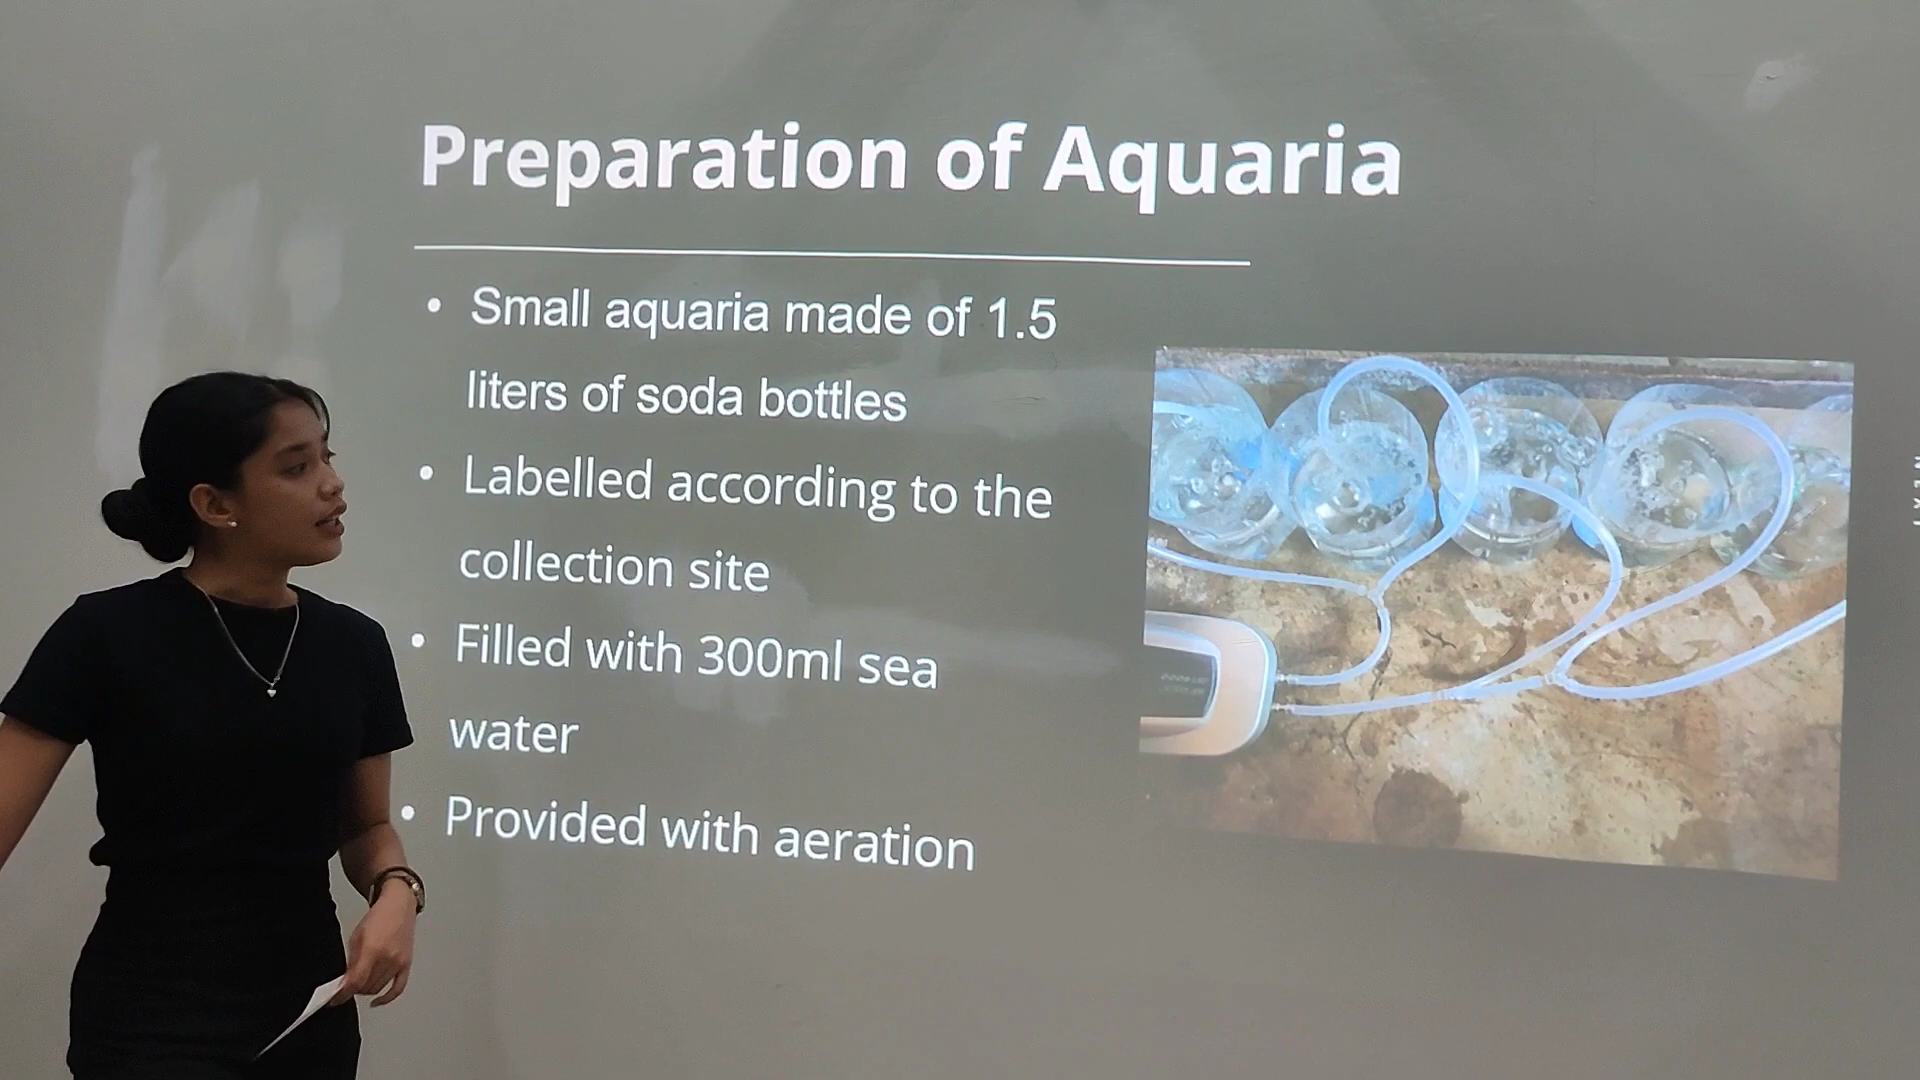 Preparation of Aquaria
• Small aquaria made of 1.5
liters of soda bottles
• Labelled according to the
collection site
• Filled with 300ml sea
water
• Provided with aeration